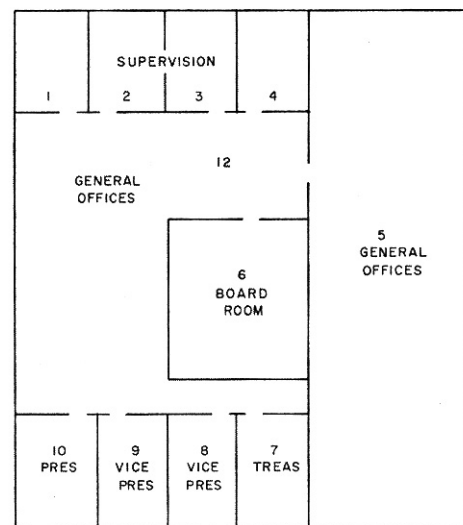 SUPERVISION
1 2 3 4
12
GENERAL
OFFICES
5
GENERAL
OFFICES
6
BOARD
ROOM
10
PRES
9
VICE
PRES
8
VICE
PRES
7
TREAS